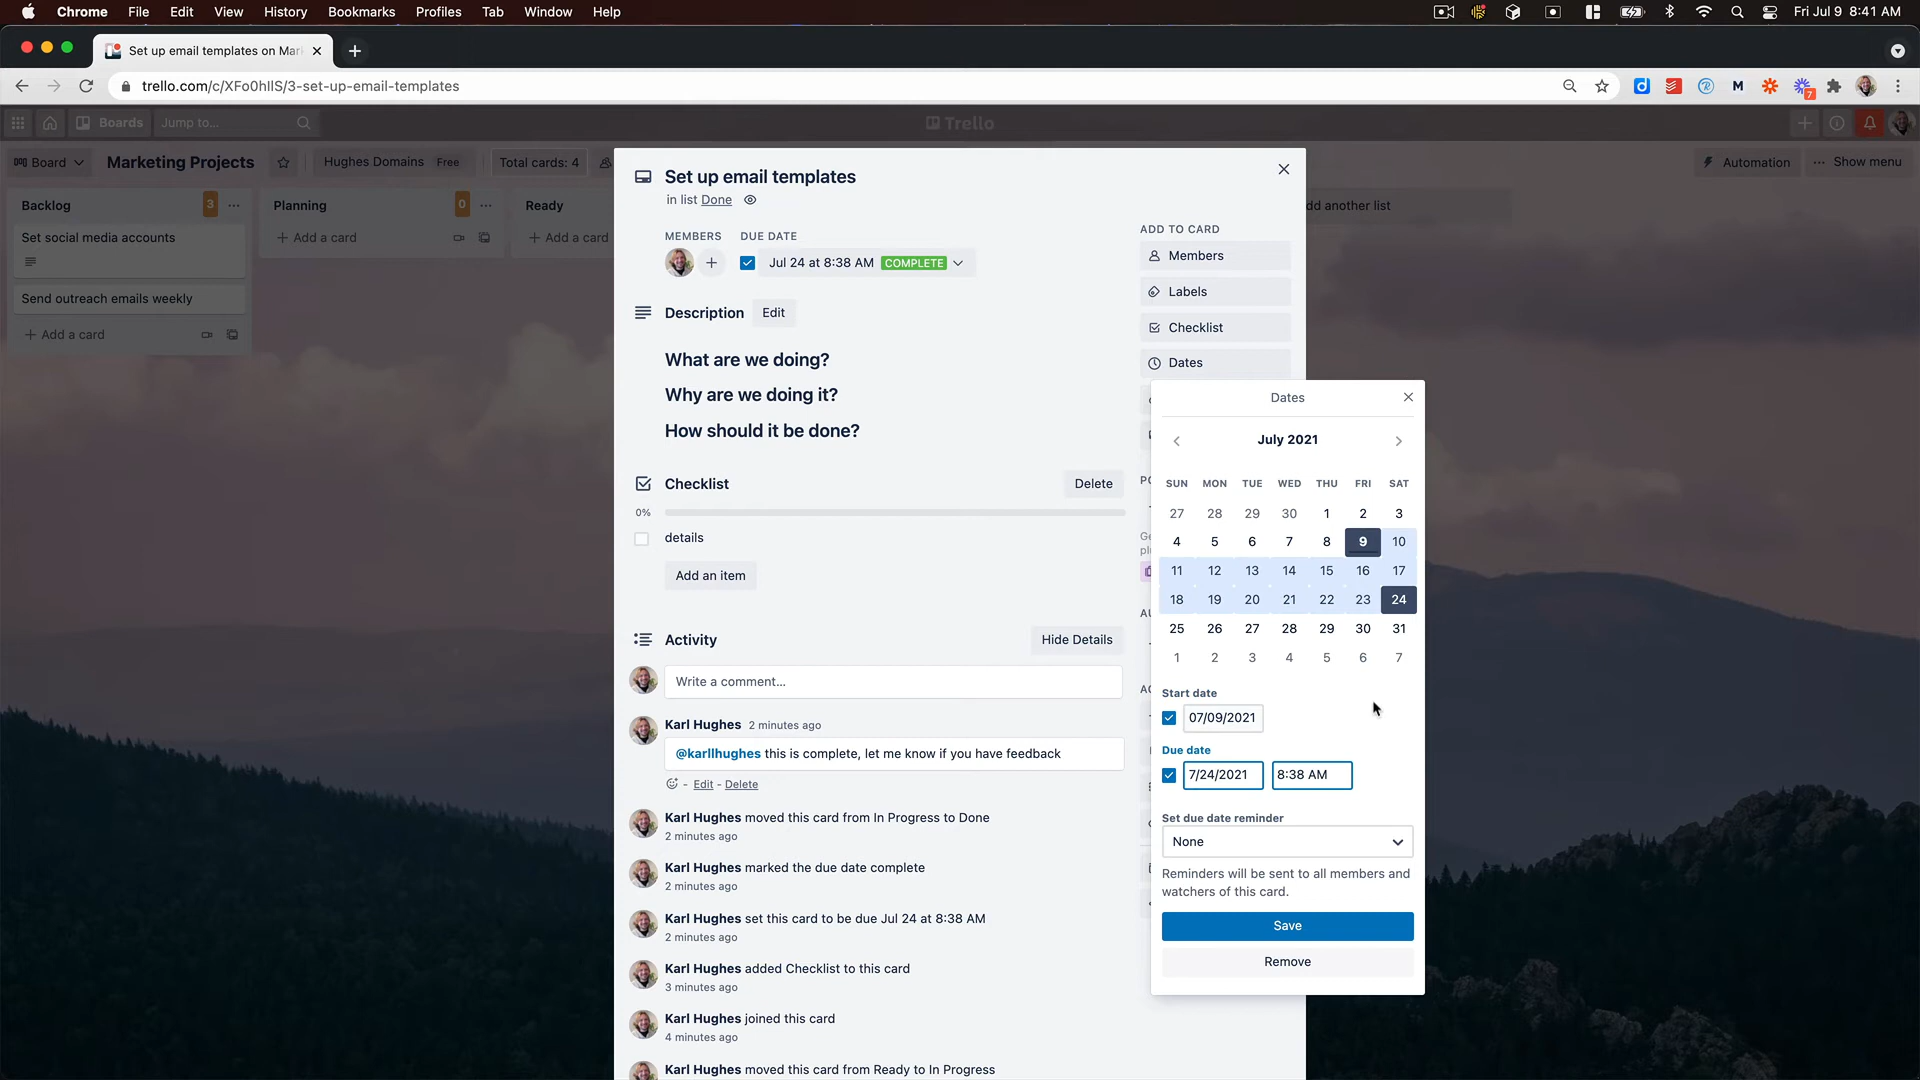 Chrome File Edit View History Bookmarks Profiles Tab Window Help
Fri Jul 9 8:41 AM
Set up email templates on Mar
trello.com/c/XFo0hIlS/3-set-up-email-templates
M
7
Boards
Jump to...
Trello
Board
Marketing Projects
Hughes Domains Free
Total cards: 4
Automation
Show menu
Backlog
3
Set social media accounts
Send outreach emails weekly
+ Add a card
Planning
0
+ Add a card
Ready
+ Add a card
dd another list
Set up email templates
in list Done
MEMBERS
DUE DATE
Jul 24 at 8:38 AM COMPLETE
Description
Edit
What are we doing?
Why are we doing it?
How should it be done?
Checklist
Delete
0%
details
Add an item
Activity
Hide Details
Write a comment...
Karl Hughes 2 minutes ago
@karllhughes this is complete, let me know if you have feedback
- Edit - Delete
Karl Hughes moved this card from In Progress to Done
2 minutes ago
Karl Hughes marked the due date complete
2 minutes ago
Karl Hughes set this card to be due Jul 24 at 8:38 AM
2 minutes ago
Karl Hughes added Checklist to this card
3 minutes ago
Karl Hughes joined this card
4 minutes ago
Karl Hughes moved this card from Ready to In Progress
ADD TO CARD
Members
Labels
Checklist
Dates
Dates
July 2021
SUN MON TUE WED THU FRI SAT
27 28 29 30 1 2 3
4 5 6 7 8 9 10
11 12 13 14 15 16 17
18 19 20 21 22 23 24
25 26 27 28 29 30 31
1 2 3 4 5 6 7
Start date
07/09/2021
Due date
7/24/2021 8:38 AM
Set due date reminder
None
Reminders will be sent to all members and
watchers of this card.
Save
Remove